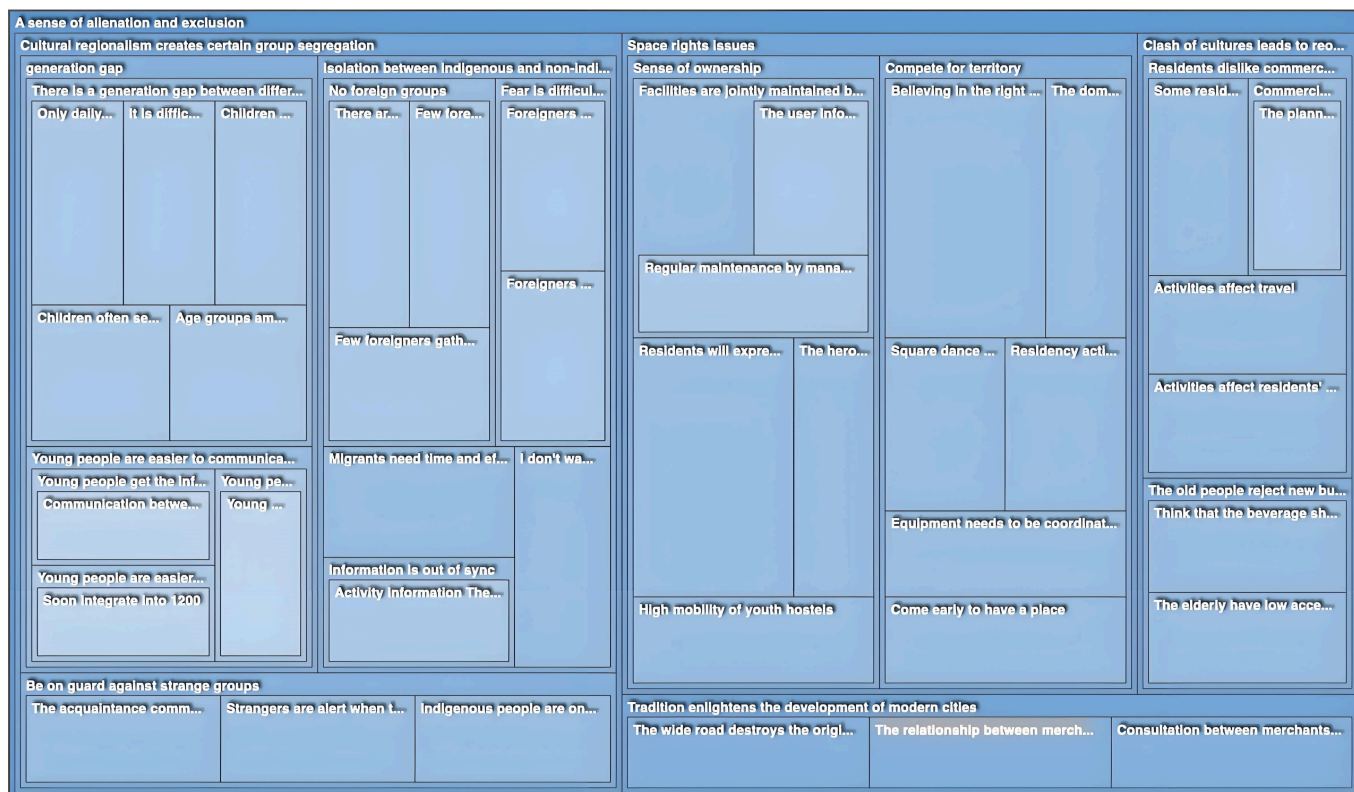 A sense of alienation and exclusion
Cultural regionalism creates certain group segregation
generation gap
There is a generation gap between differ...
Only daily...
It is diffic...
Children ...
Children often se...
Age groups am...
Young people are easier to communica...
Young people get the inf...
Communication betwe...
Young people are easier...
Soon integrate into 1200
Young pe...
Young ...
Isolation between indigenous and non-indi...
No foreign groups
There ar...
Few fore...
Few foreigners gath...
Fear is difficul...
Foreigners ...
Foreigners ...
Migrants need time and ef...
I don't wa...
Information is out of sync
Activity Information The...
Be on guard against strange groups
The acquaintance comm...
Strangers are alert when t...
Indigenous people are on...
Space rights issues
Sense of ownership
Facilities are jointly maintained b...
The user info...
Regular maintenance by mana...
Residents will expre...
The hero...
High mobility of youth hostels
Compete for territory
Believing in the right ...
The dom...
Square dance ...
Residency acti...
Equipment needs to be coordinat...
Come early to have a place
Clash of cultures leads to reo...
Residents dislike commerc...
Some resid...
Commerci...
The plann...
Activities affect travel
Activities affect residents' ...
The old people reject new bu...
Think that the beverage sh...
The elderly have low acce...
Tradition enlightens the development of modern cities
The wide road destroys the origi...
The relationship between merch...
Consultation between merchants...